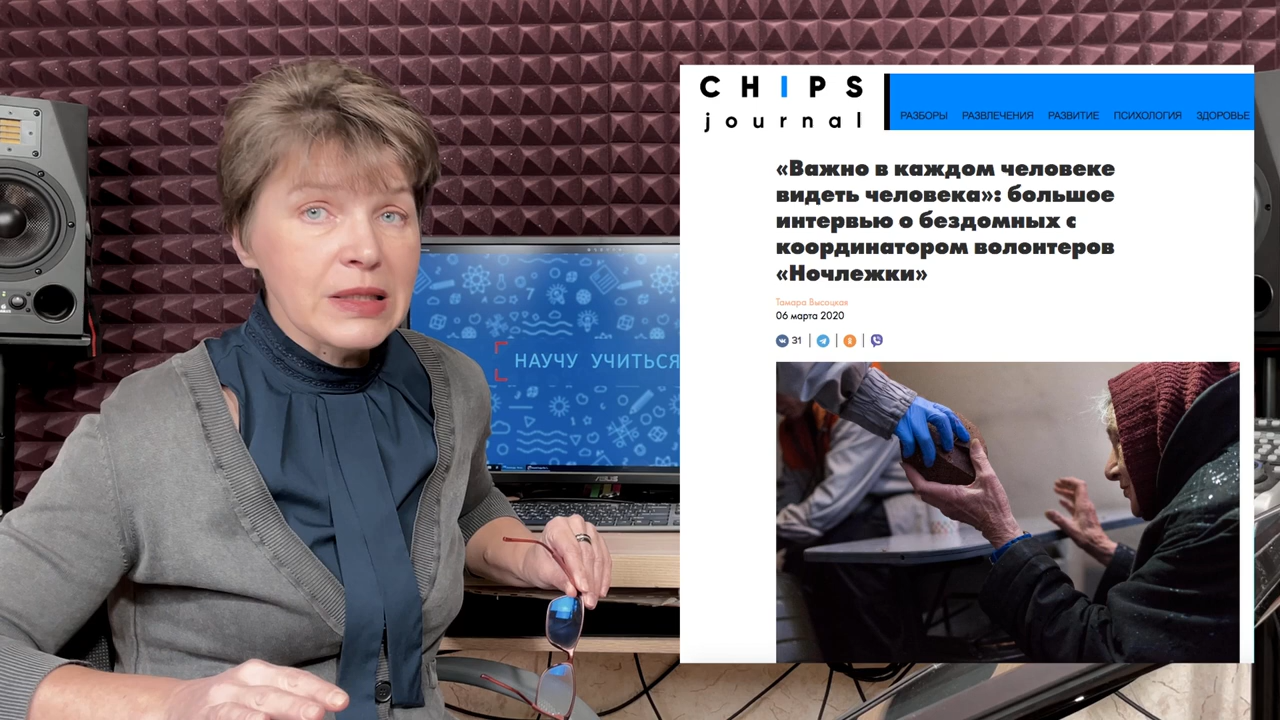 CHIPS
journal
РАЗБОРЫ РАЗВЛЕЧЕНИЯ РАЗВИТИЕ ПСИХОЛОГИЯ ЗДОРОВЬЕ
«Важно в каждом человеке
видеть человека»: большое
интервью о бездомных с
координатором волонтеров
«Ночлежки»
Тамара Высоцкая
06 марта 2020
31
НАУЧУ УЧИТЬСЯ
ASUS